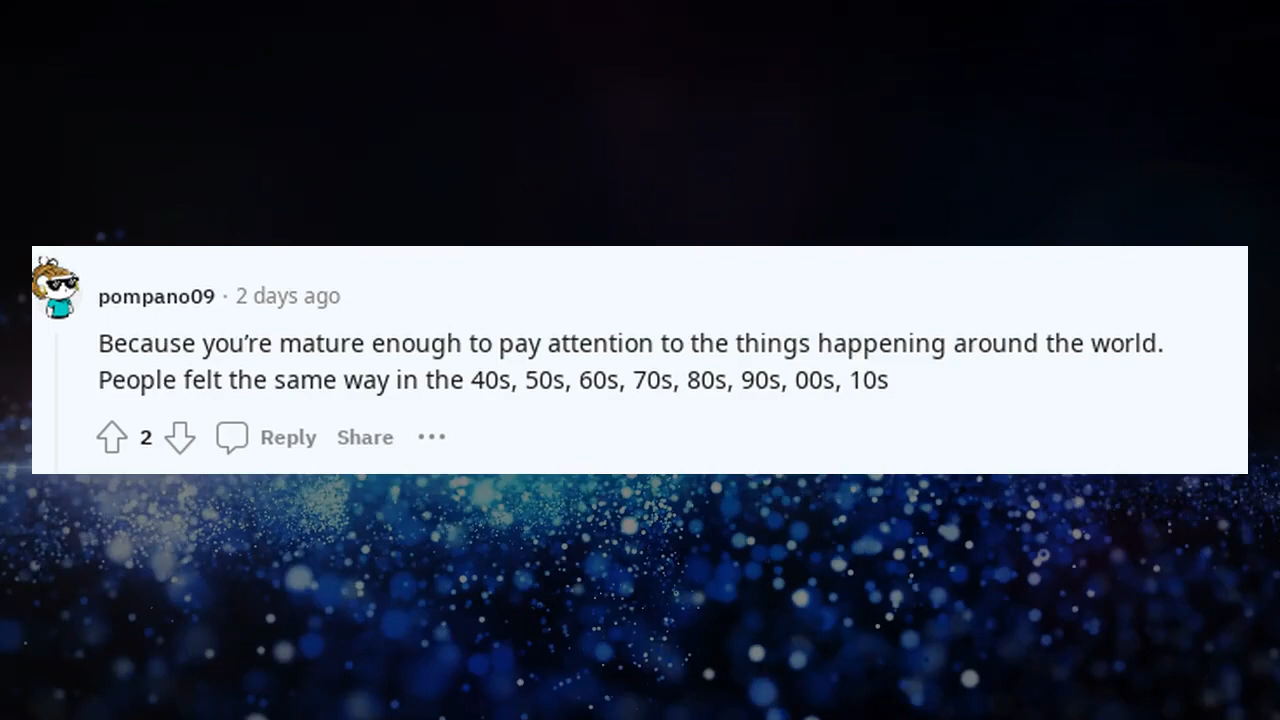 pompano09 · 2 days ago
Because you’re mature enough to pay attention to the things happening around the world.
People felt the same way in the 40s, 50s, 60s, 70s, 80s, 90s, 00s, 10s
2 Reply Share ···